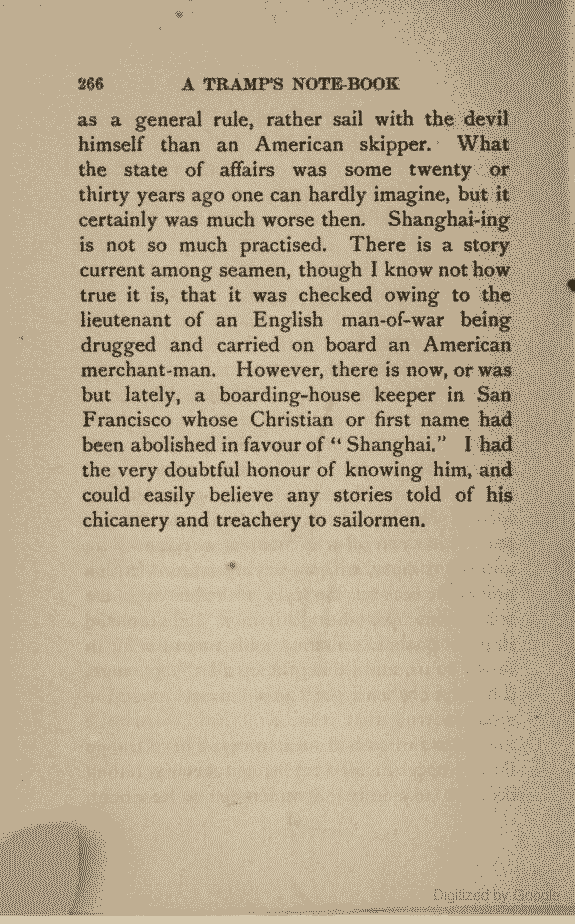 266 A TRAMP'S NOTE-BOOK
as a general rule, rather sail with the devil
himself than an American skipper. What
the state of affairs was some twenty or
thirty years ago one can hardly imagine, but it
certainly was much worse then. Shanghai-ing
is not so much practised. There is a story
current among seamen, though I know not how
true it is, that it was checked owing to the
lieutenant of an English man-of-war being
drugged and carried on board an American
merchant-man. However, there is now, or was
but lately, a boarding-house keeper in San
Francisco whose Christian or first name had
been abolished in favour of “ Shanghai.” I had
the very doubtful honour of knowing him, and
could easily believe any stories told of his
chicanery and treachery to sailormen.
Digitized by Google